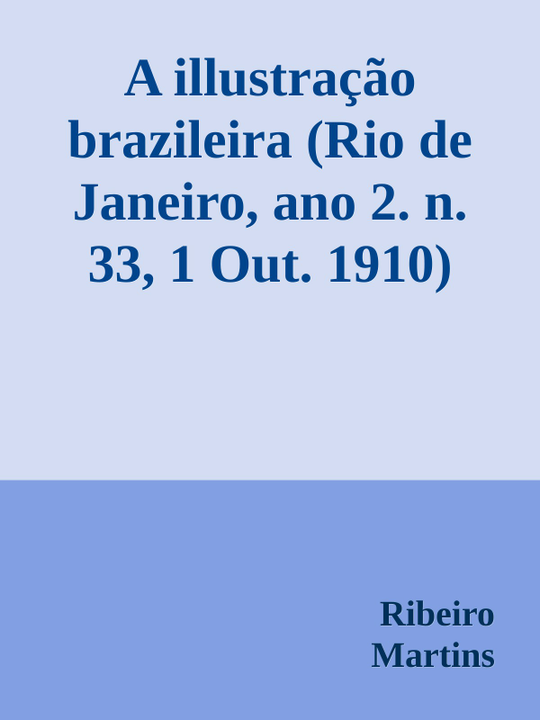 A illustração
brazileira (Rio de
Janeiro, ano 2. n.
33, 1 Out. 1910)
Ribeiro
Martins